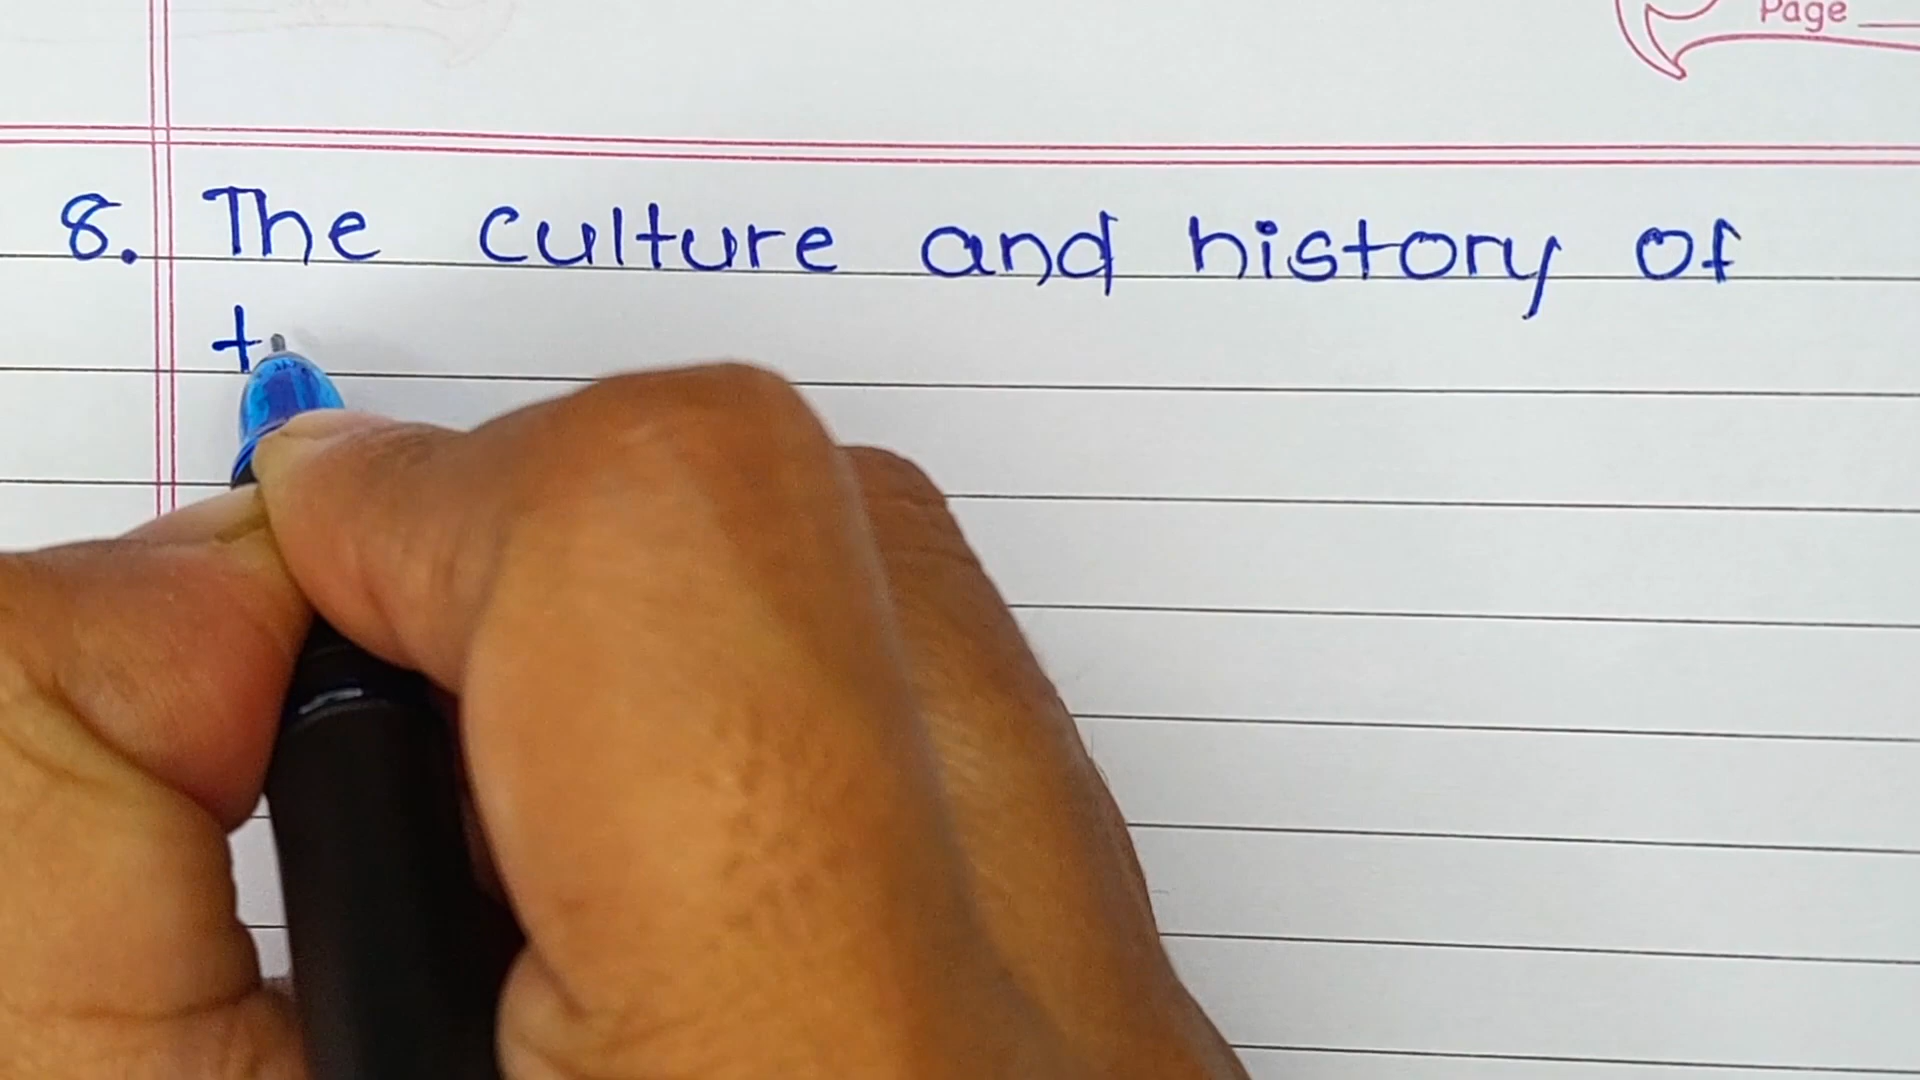 Page
8. The culture and history of
t